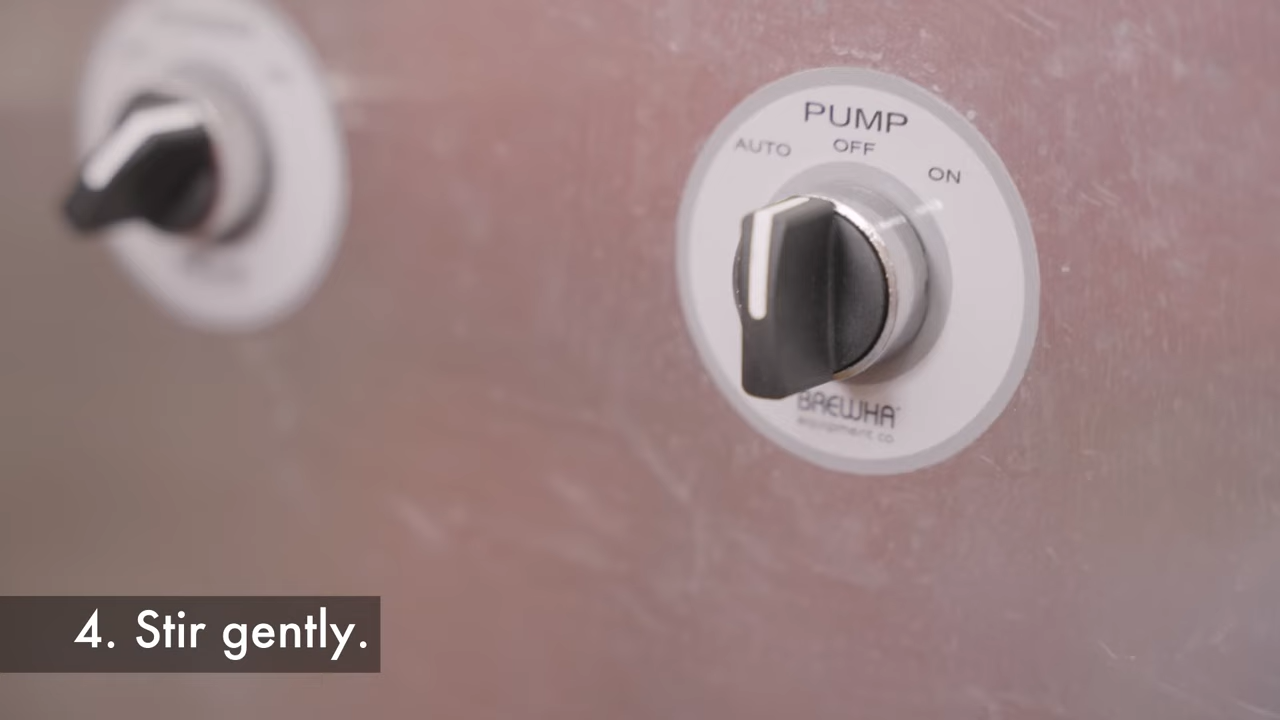 PUMP
AUTO OFF ON
BREWHA
equipment co.
4. Stir gently.